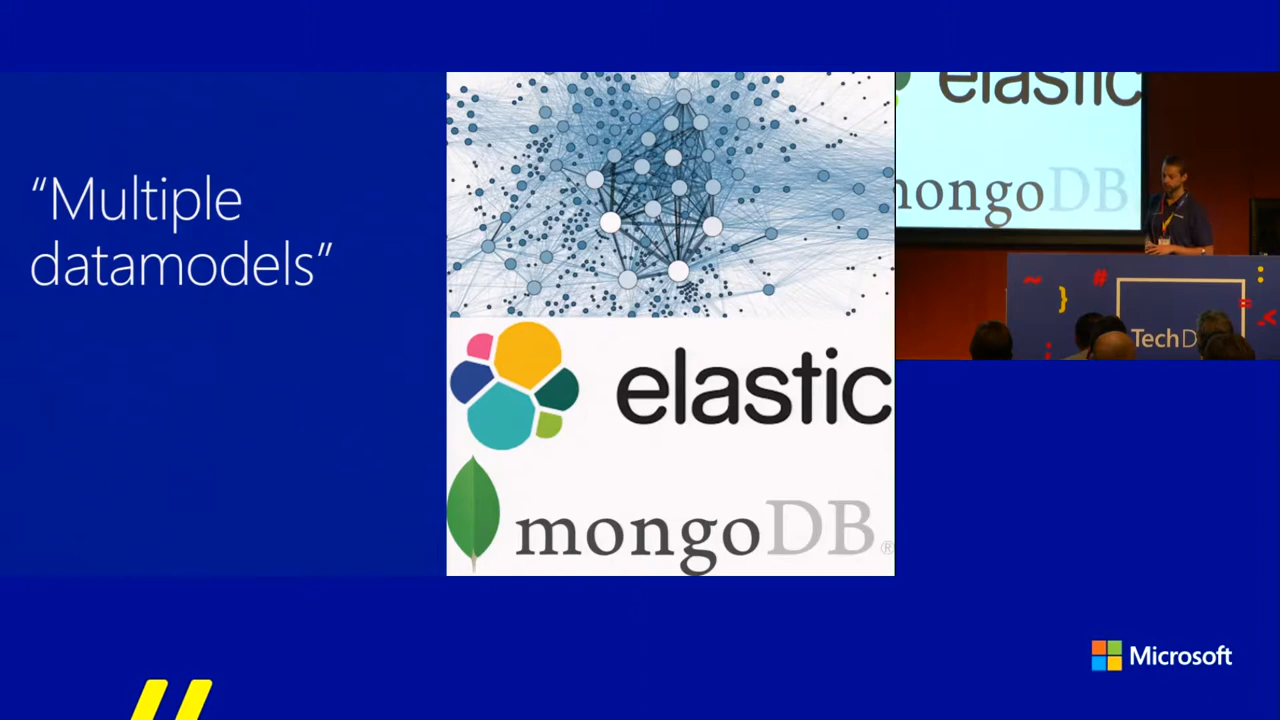 “Multiple
datamodels”
elastic
mongoDB®
elastic
mongoDB
~ } # : = .< ;
TechD
Microsoft